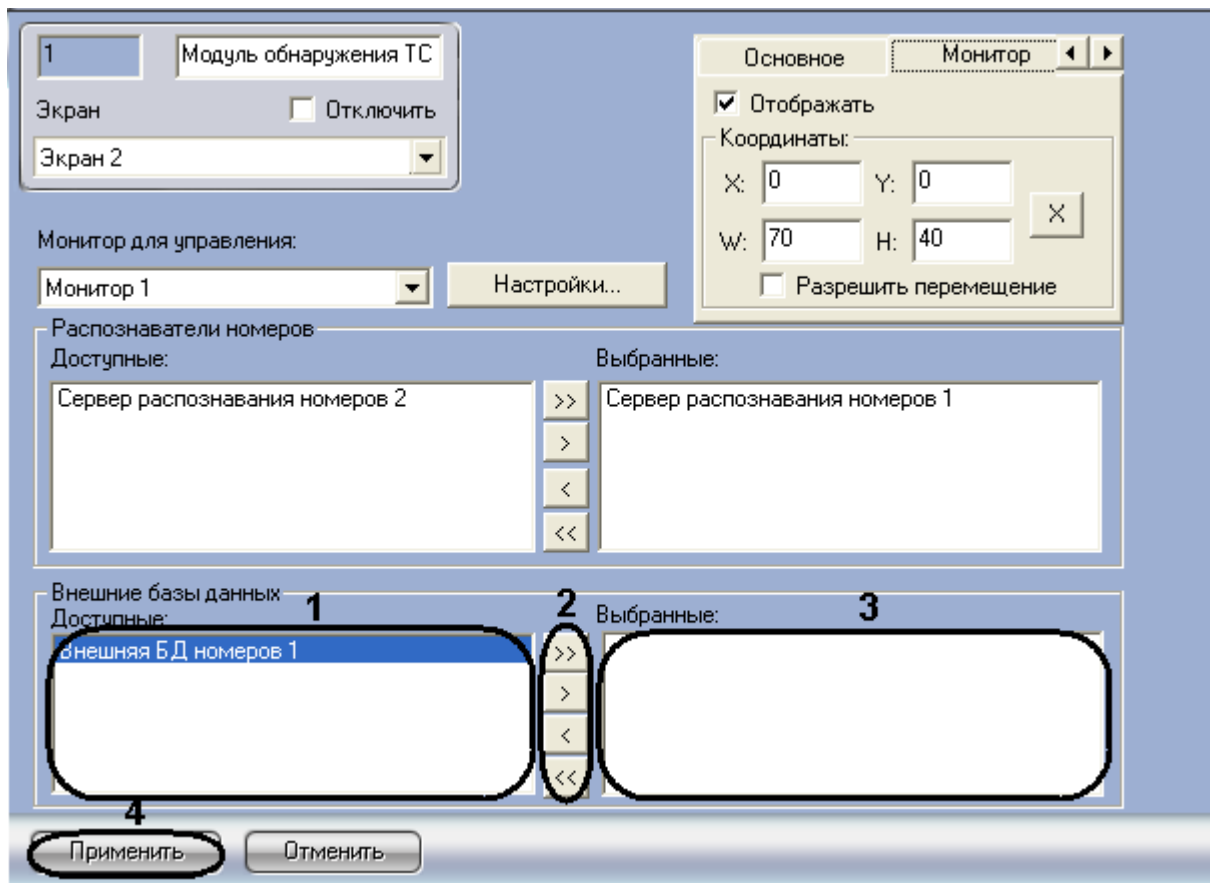 1 Модуль обнаружения ТС
Экран Отключить
Экран 2
Основное Монитор
Отображать
Координаты:
X: 0 Y: 0
X
W: 70 H: 40
Разрешить перемещение
Монитор для управления:
Монитор 1 Настройки...
Распознаватели номеров
Доступные: Выбранные:
Сервер распознавания номеров 2 >> Сервер распознавания номеров 1
>
<
<<
Внешние базы данных 1 2 3
Доступные: Выбранные:
Внешняя БД номеров 1 >>
>
<
<<
4
Применить Отменить